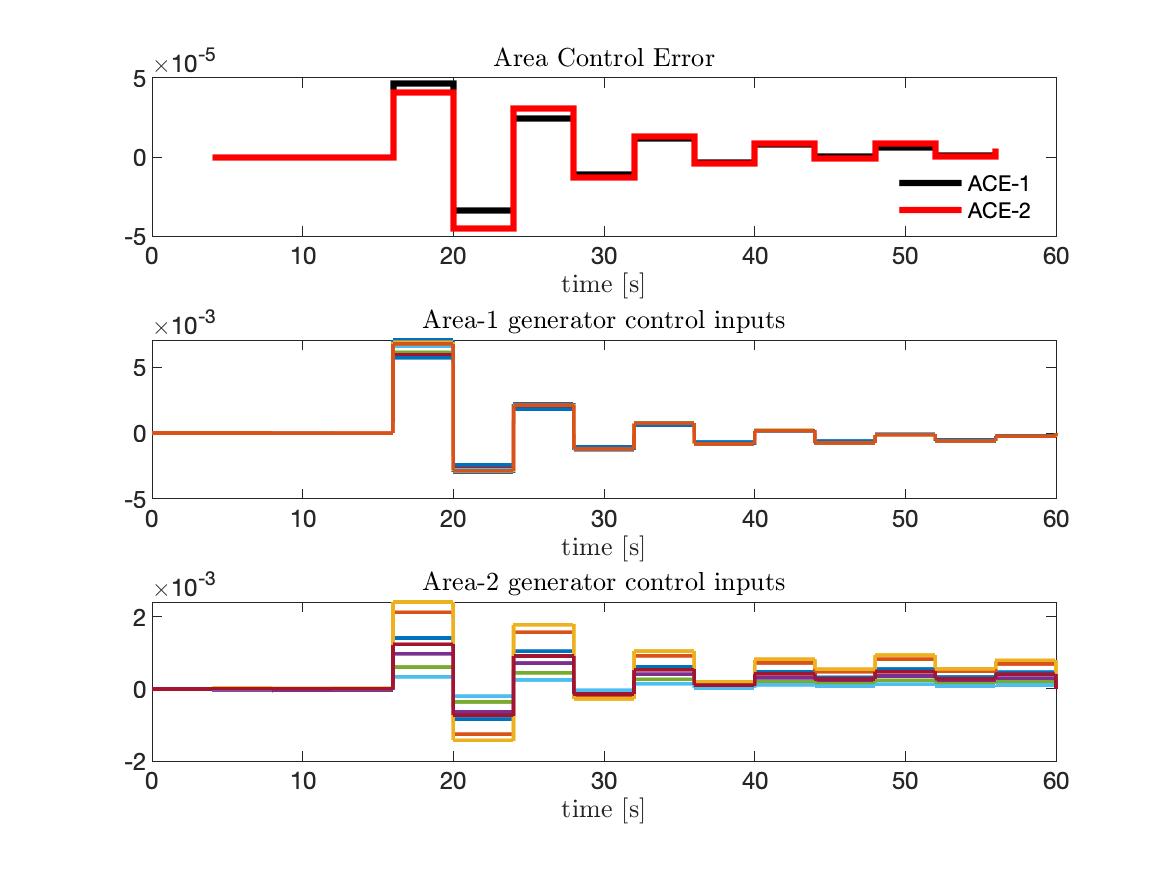 ×10⁻⁵
Area Control Error
5
0
-5
ACE-1
ACE-2
0 10 20 30 40 50 60
time [s]
×10⁻³
Area-1 generator control inputs
5
0
-5
0 10 20 30 40 50 60
time [s]
×10⁻³
Area-2 generator control inputs
2
0
-2
0 10 20 30 40 50 60
time [s]